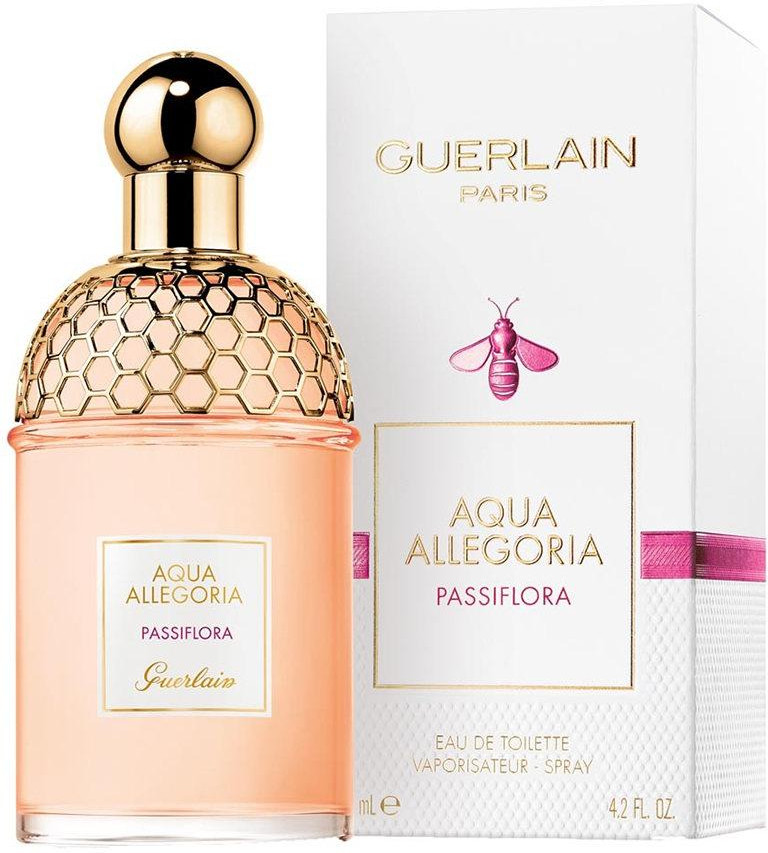 AQUA
ALLEGORIA
PASSIFLORA
Guerlain
GUERLAIN
PARIS
AQUA
ALLEGORIA
PASSIFLORA
EAU DE TOILETTE
VAPORISATEUR - SPRAY
mL ℮ 4.2 FL. OZ.